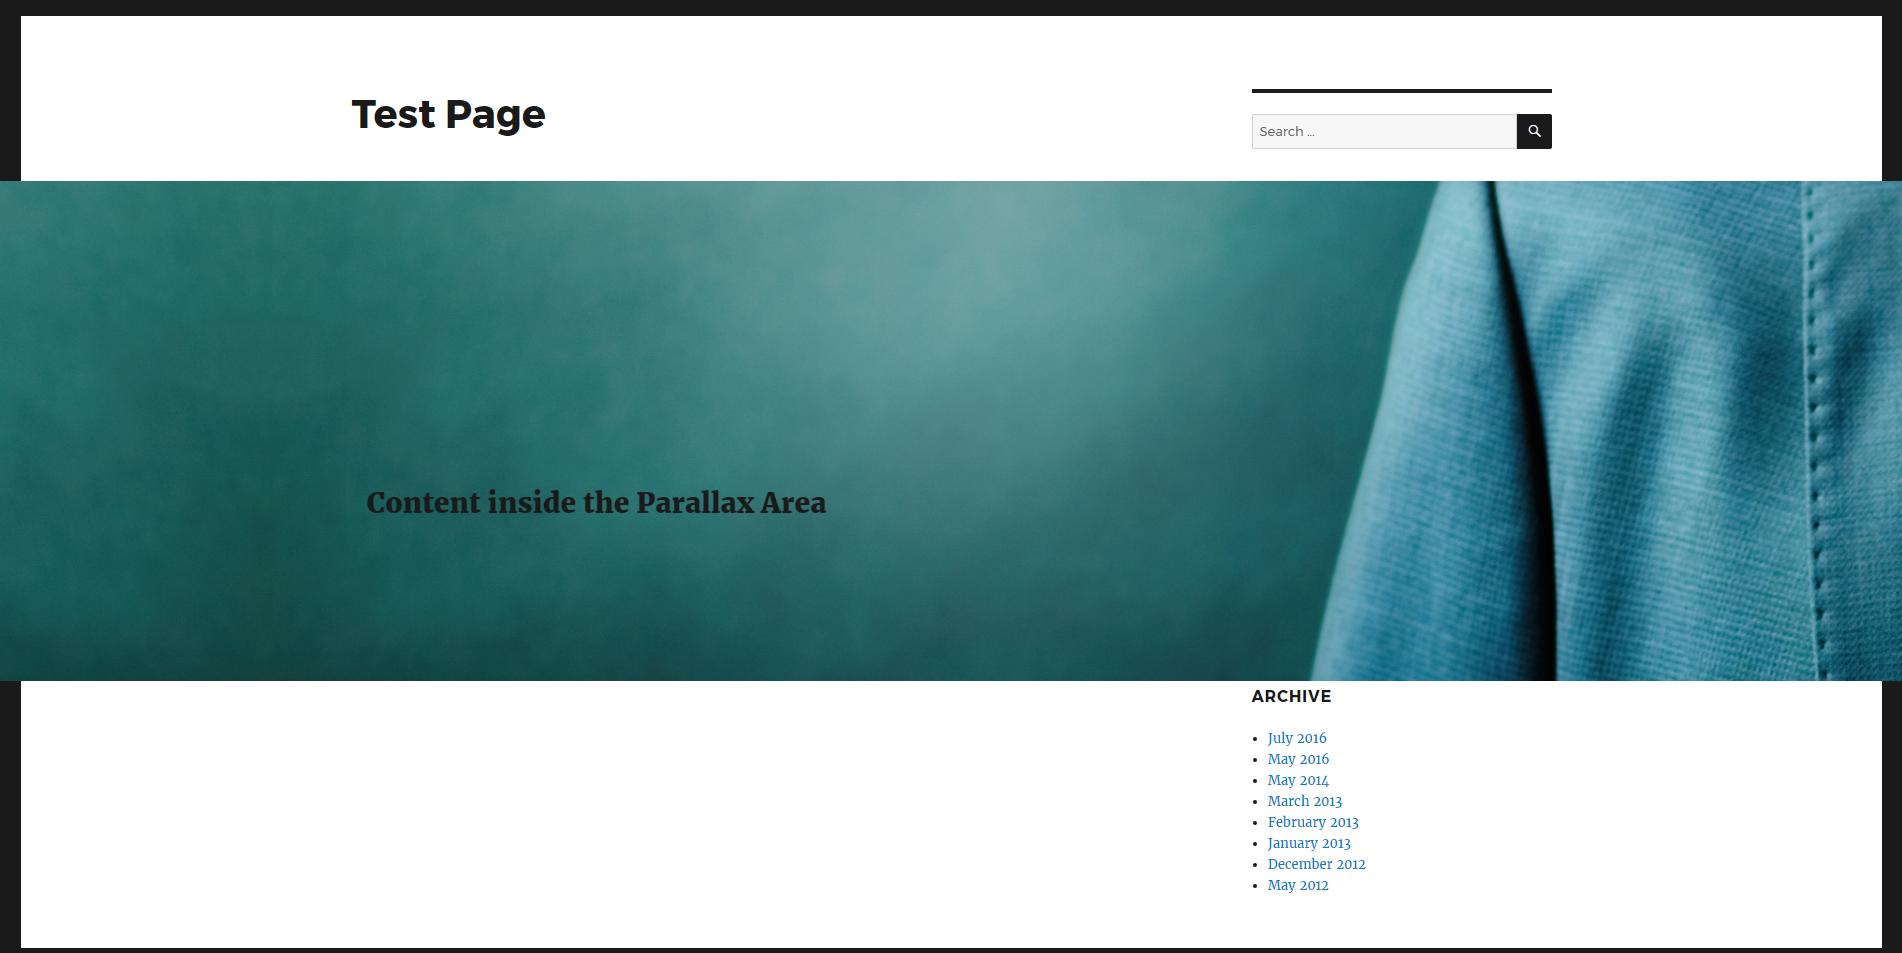 Test Page
Search ...
Content inside the Parallax Area
ARCHIVE
July 2016
May 2016
May 2014
March 2013
February 2013
January 2013
December 2012
May 2012